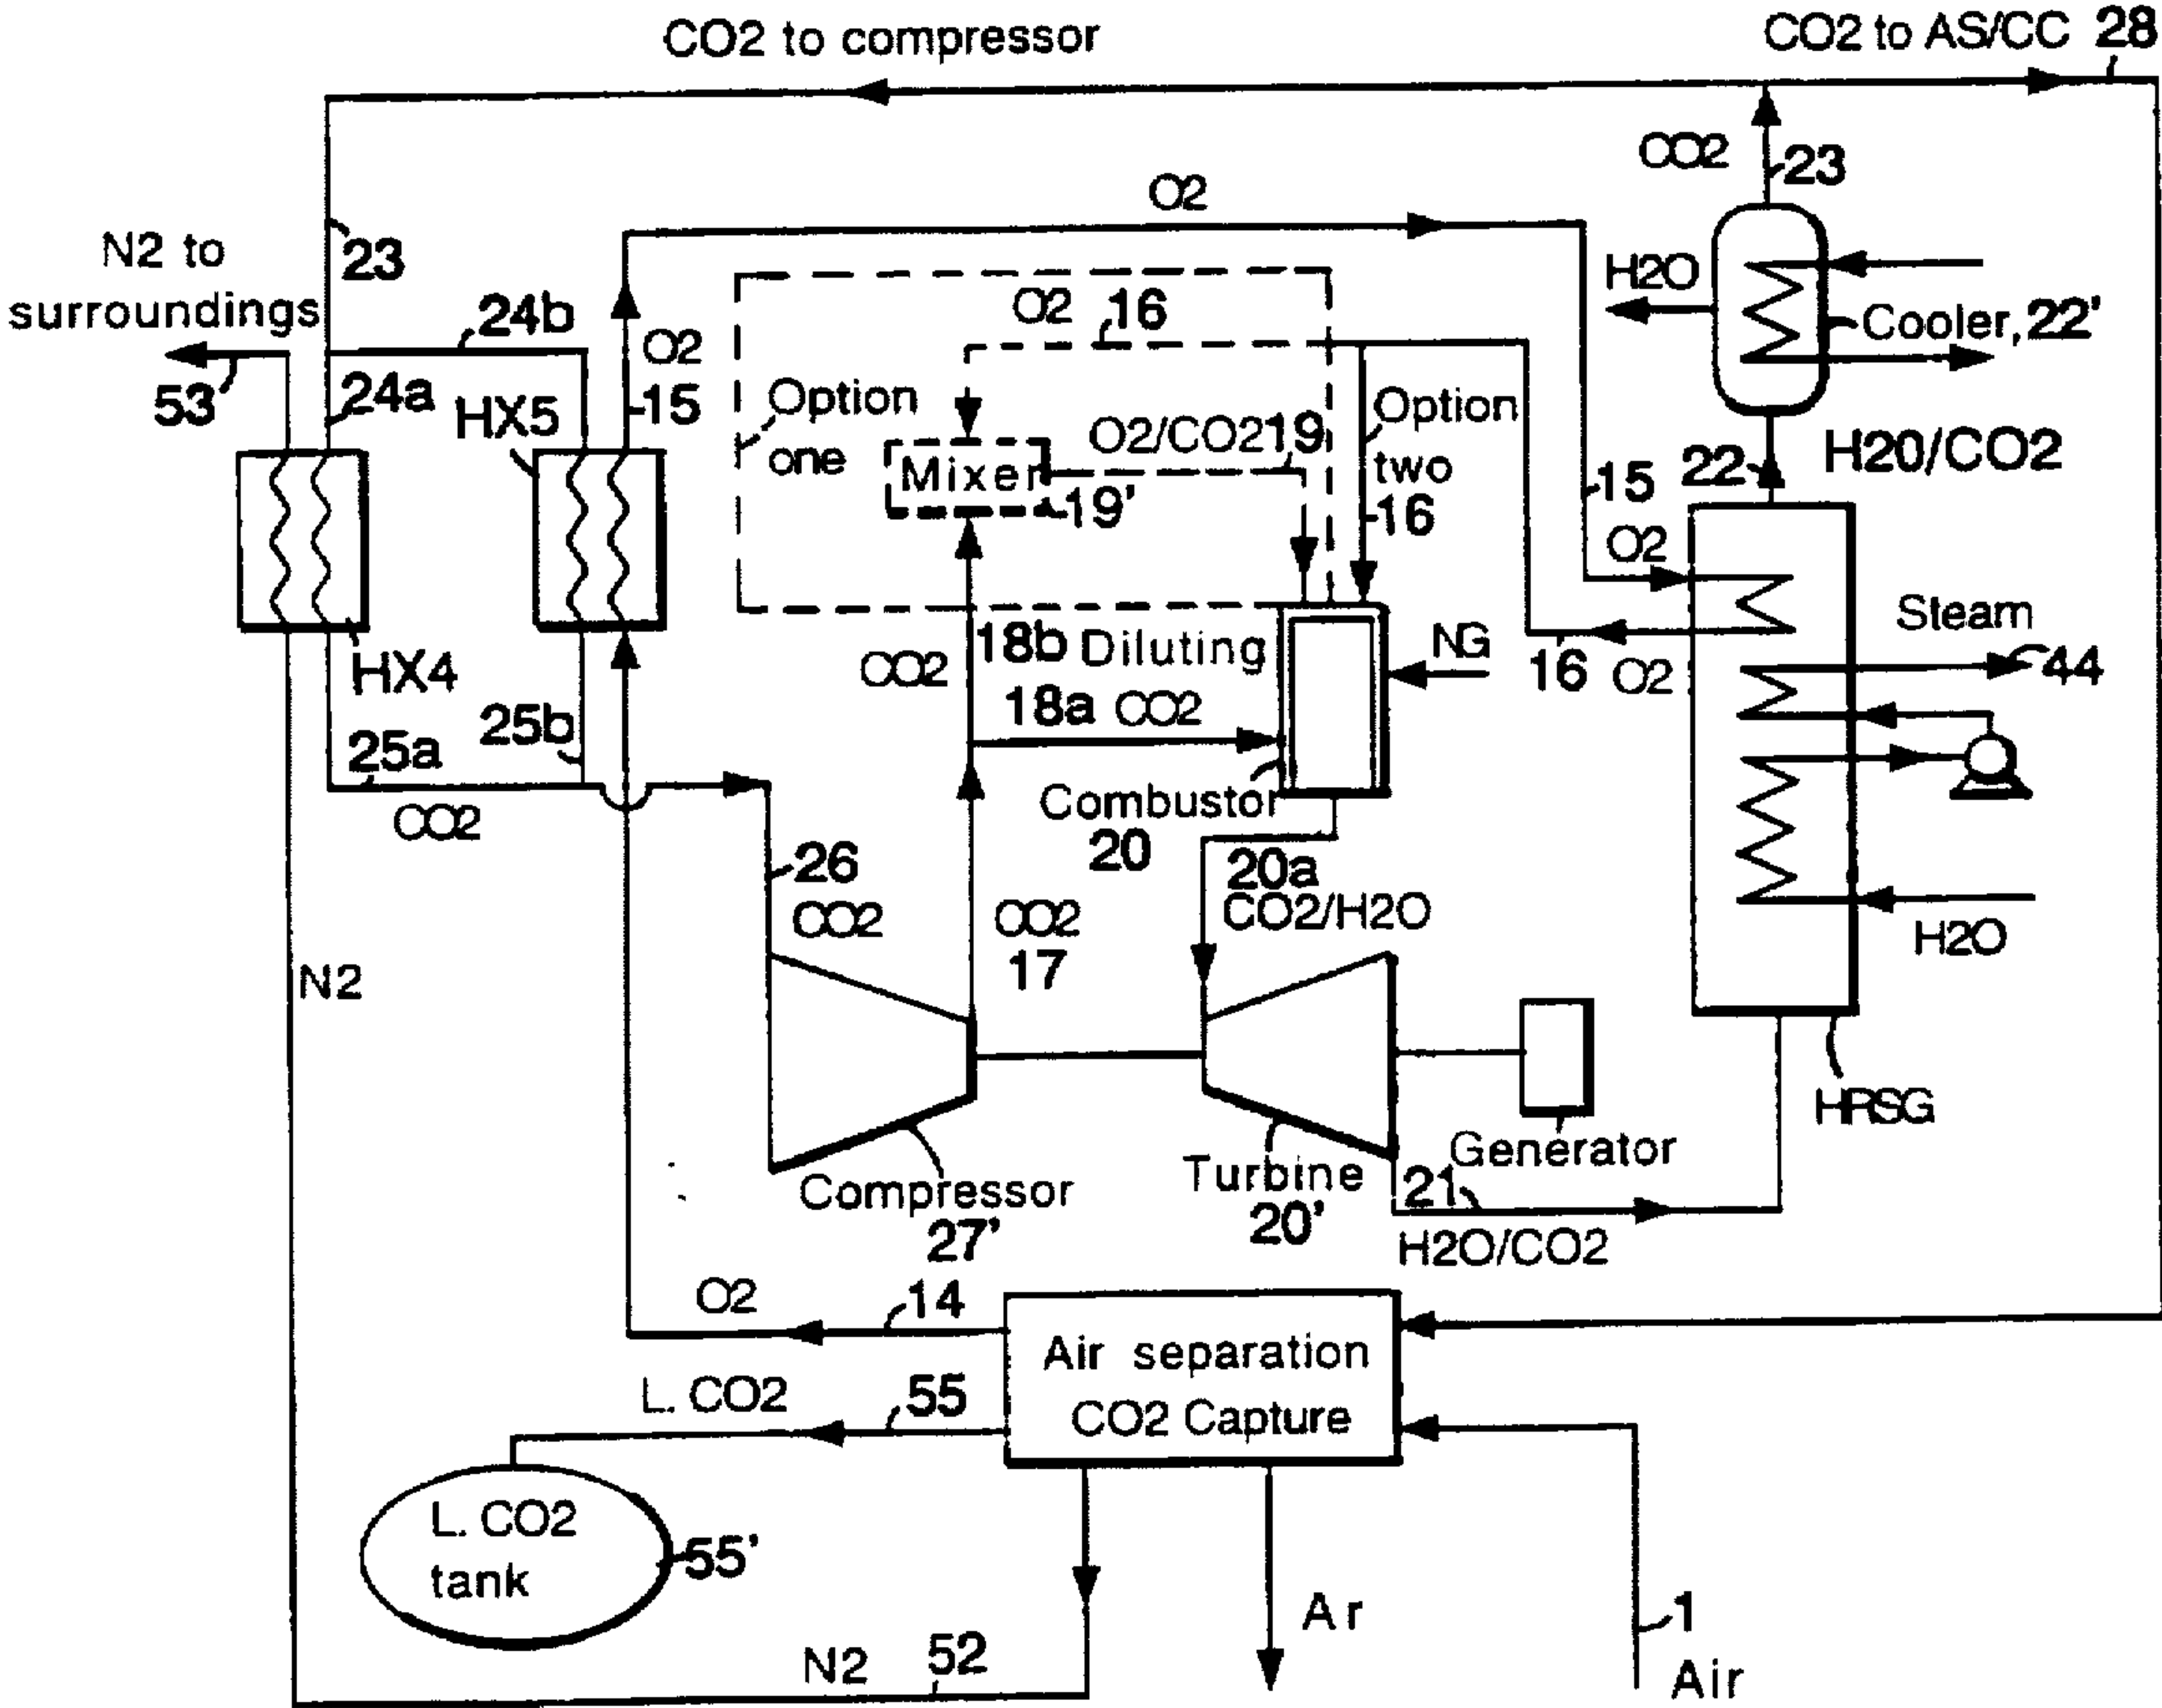 CO2 to compressor
CO2 to AS/CC 28
CO2
23
O2
N2 to
surroundings
23
24b
O2
16
H2O
Cooler, 22'
53
24a
HX5
O2
15
Option
one
Option
two
16
O2/CO2 19
Mixer
19'
15
22
H20/CO2
O2
Steam
44
HX4
CO2
18b Diluting
18a CO2
NG
16
O2
25b
25a
CO2
Combustor
20
26
CO2
CO2
17
20a
CO2/H2O
H2O
N2
HRSG
Generator
Compressor
27'
Turbine
20'
21
H2O/CO2
O2
14
Air separation
CO2 Capture
L. CO2
55
L. CO2
tank
55'
Ar
1
Air
N2
52